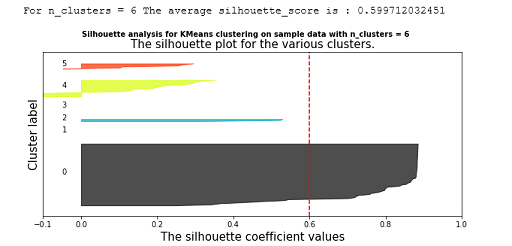 For n_clusters = 6 The average silhouette_score is : 0.599712032451
Silhouette analysis for KMeans clustering on sample data with n_clusters = 6
The silhouette plot for the various clusters.
Cluster label
5
4
3
2
1
0
−0.1 0.0 0.2 0.4 0.6 0.8 1.0
The silhouette coefficient values